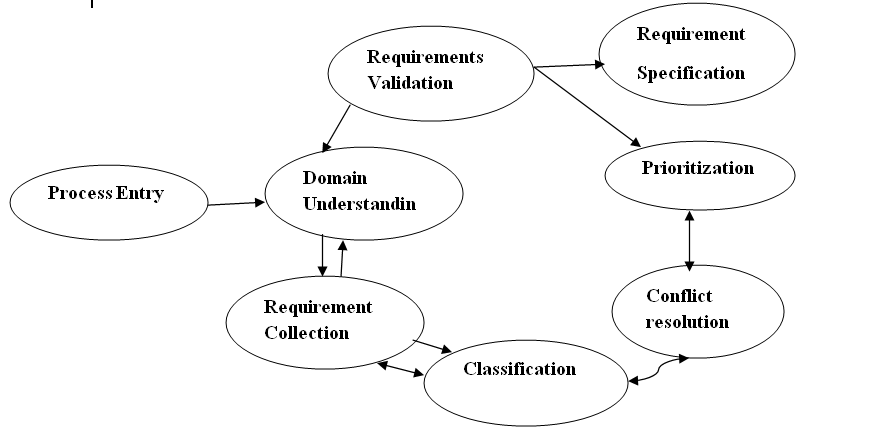 Requirement
Specification
Requirements
Validation
Prioritization
Domain
Understandin
Process Entry
Conflict
resolution
Requirement
Collection
Classification